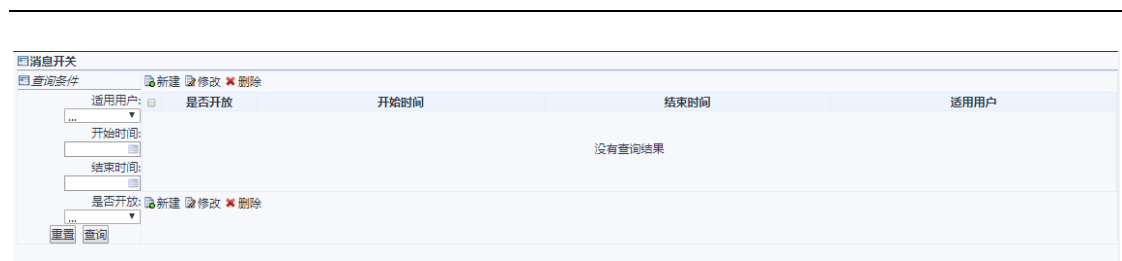 消息开关
查询条件
新建 修改 删除
适用用户:
...
开始时间:
结束时间:
是否开放:
...
重置 查询
是否开放 开始时间 结束时间 适用用户
没有查询结果
新建 修改 删除